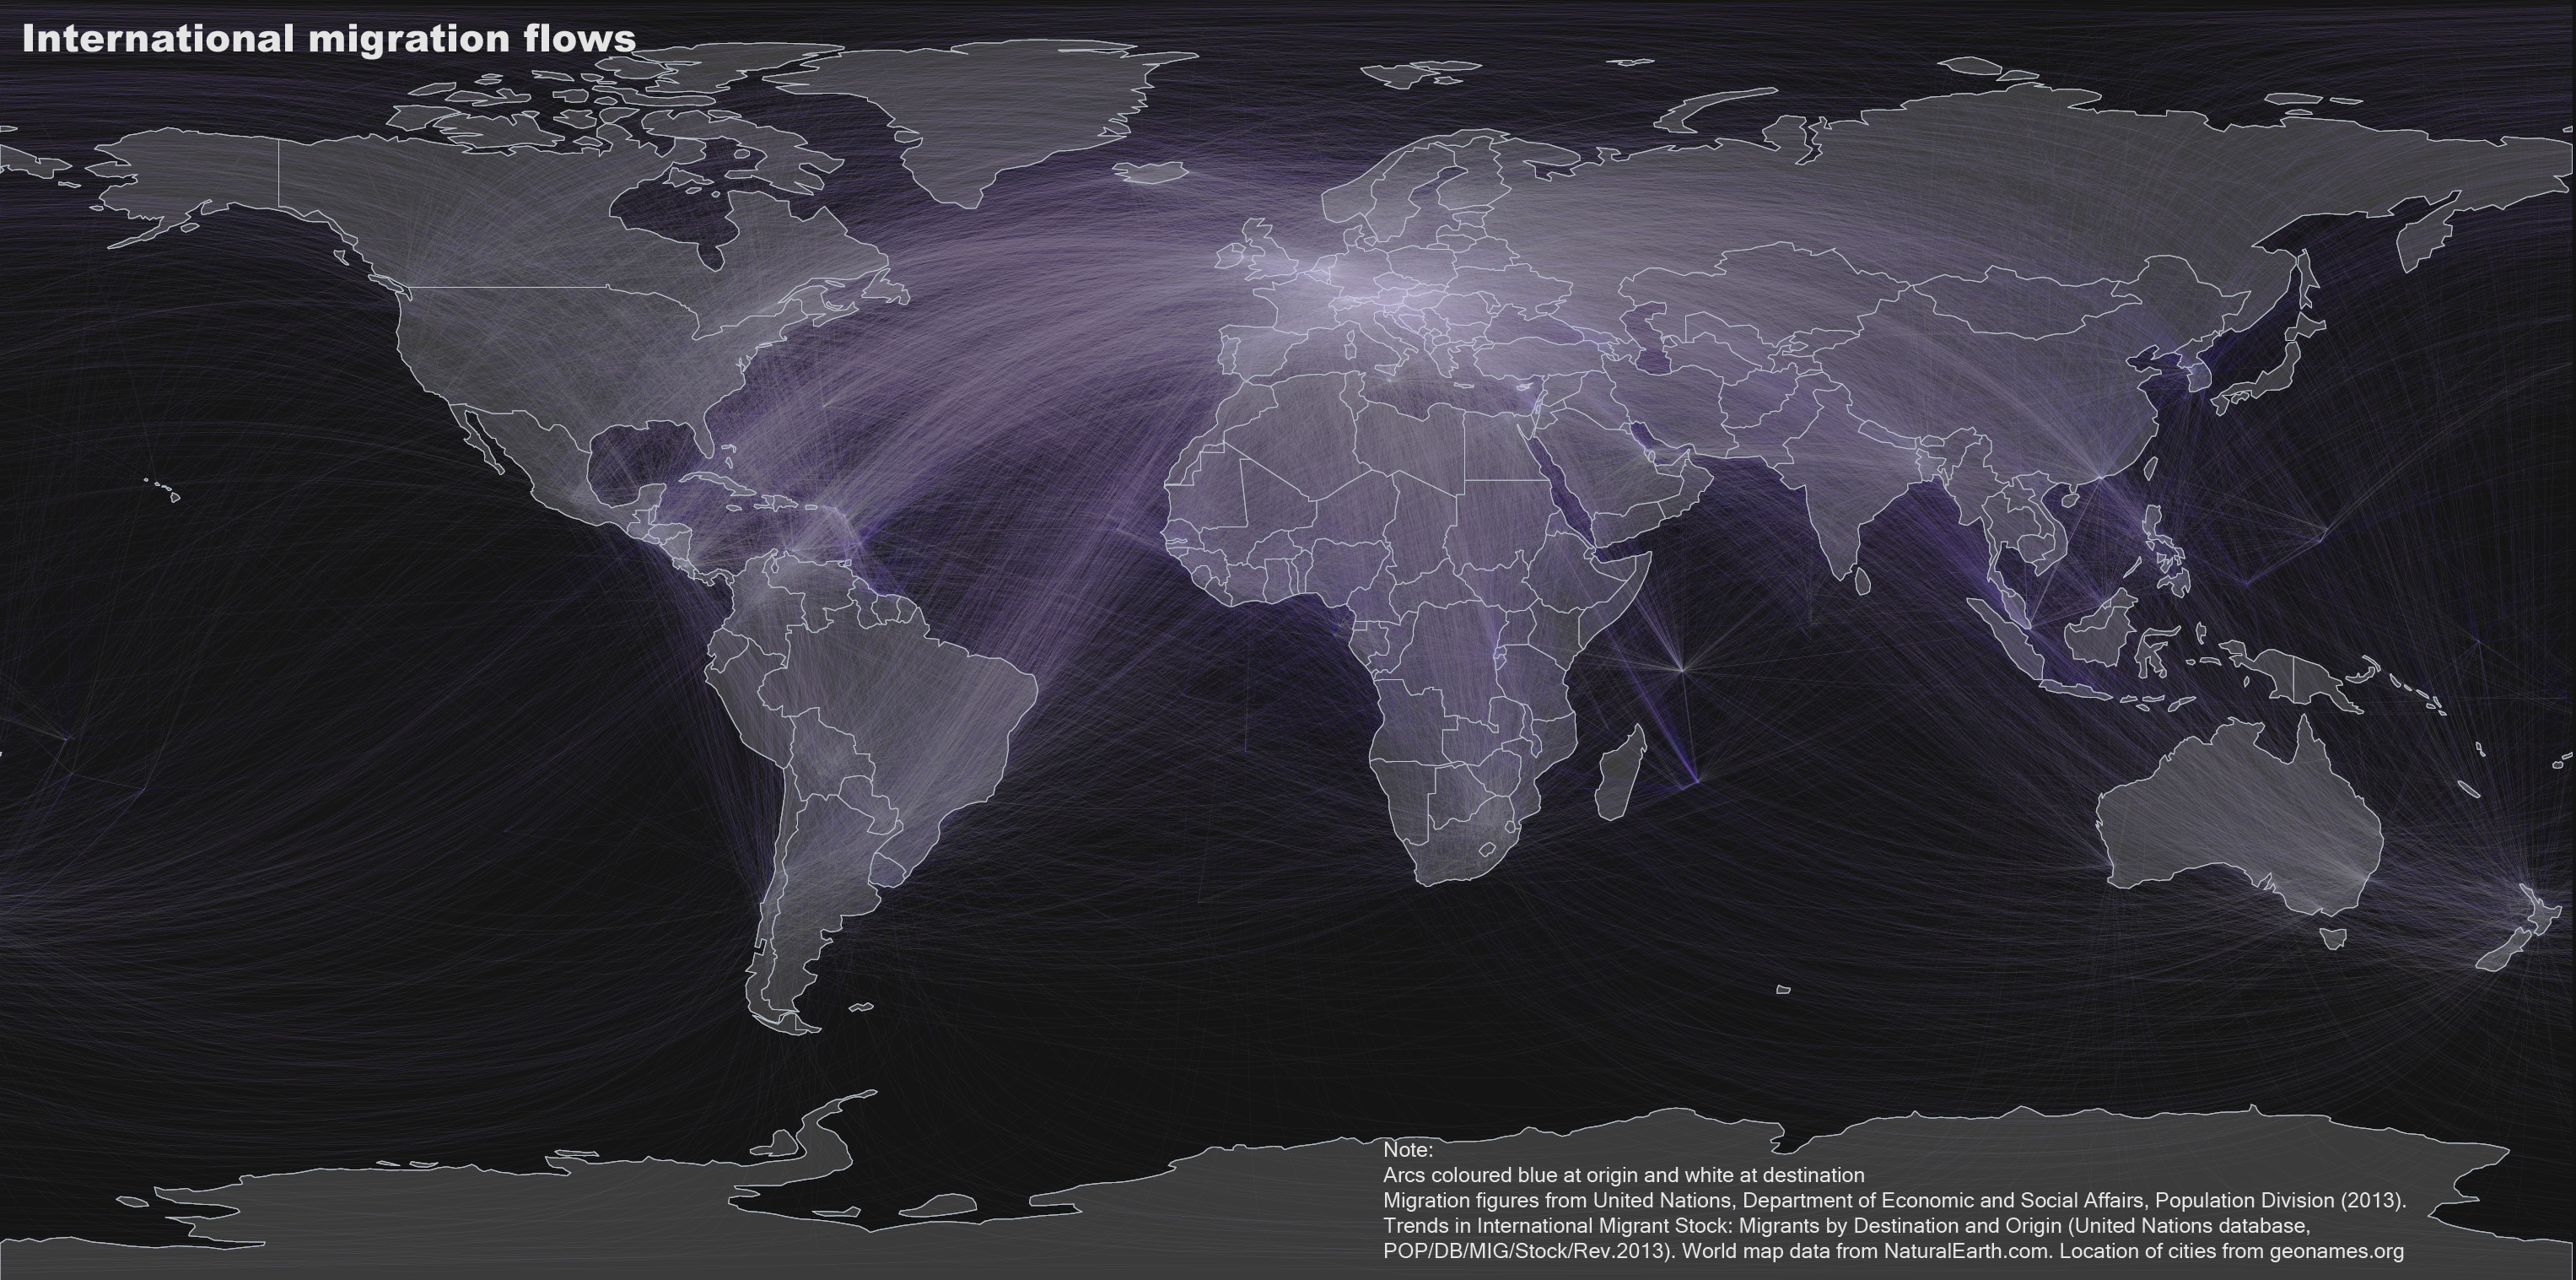 International migration flows
Note:
Arcs coloured blue at origin and white at destination
Migration figures from United Nations, Department of Economic and Social Affairs, Population Division (2013).
Trends in International Migrant Stock: Migrants by Destination and Origin (United Nations database,
POP/DB/MIG/Stock/Rev.2013). World map data from NaturalEarth.com. Location of cities from geonames.org